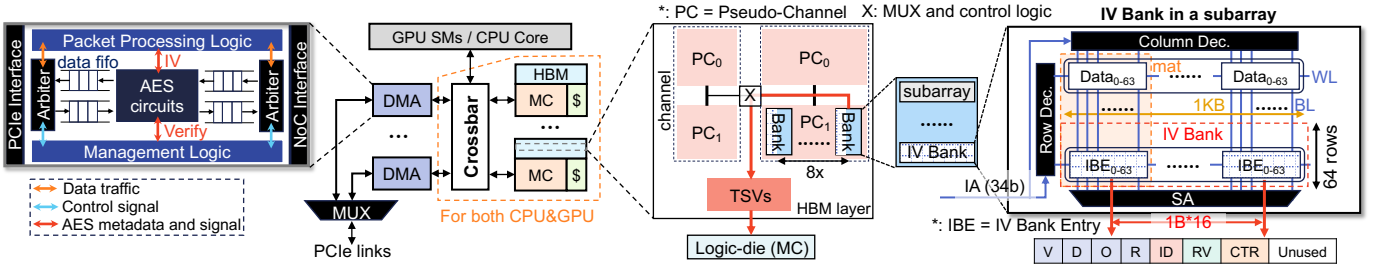 PCIe Interface
Packet Processing Logic
data fifo
IV
Arbiter
AES
circuits
Arbiter
Verify
Management Logic
NoC Interface
Data traffic
Control signal
AES metadata and signal
GPU SMs / CPU Core
DMA
...
DMA
MUX
PCIe links
Crossbar
HBM
MC
$
...
MC
$
For both CPU&GPU
*: PC = Pseudo-Channel
X: MUX and control logic
channel
PC0
PC0
X
PC1
PC1
Bank
......
Bank
8x
TSVs
HBM layer
Logic-die (MC)
subarray
......
IV Bank
IV Bank in a subarray
Column Dec.
Row Dec.
Data0-63
mat
......
Data0-63
WL
......
1KB
BL
IV Bank
IBE0-63
......
IBE0-63
64 rows
IA (34b)
SA
*: IBE = IV Bank Entry
1B*16
V D O R ID RV CTR Unused